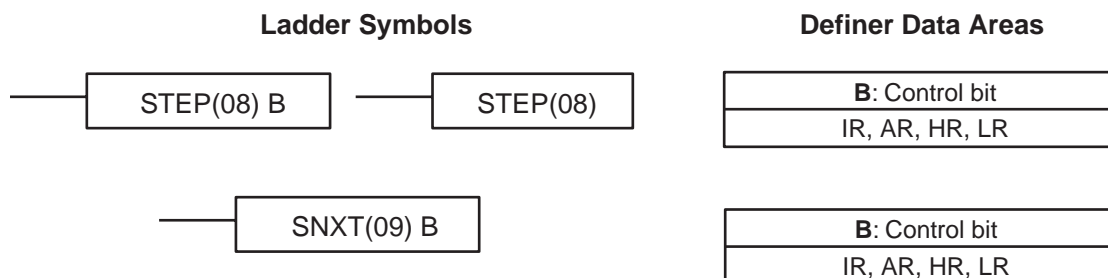 Ladder Symbols
Definer Data Areas
STEP(08) B
STEP(08)
B: Control bit
IR, AR, HR, LR
SNXT(09) B
B: Control bit
IR, AR, HR, LR